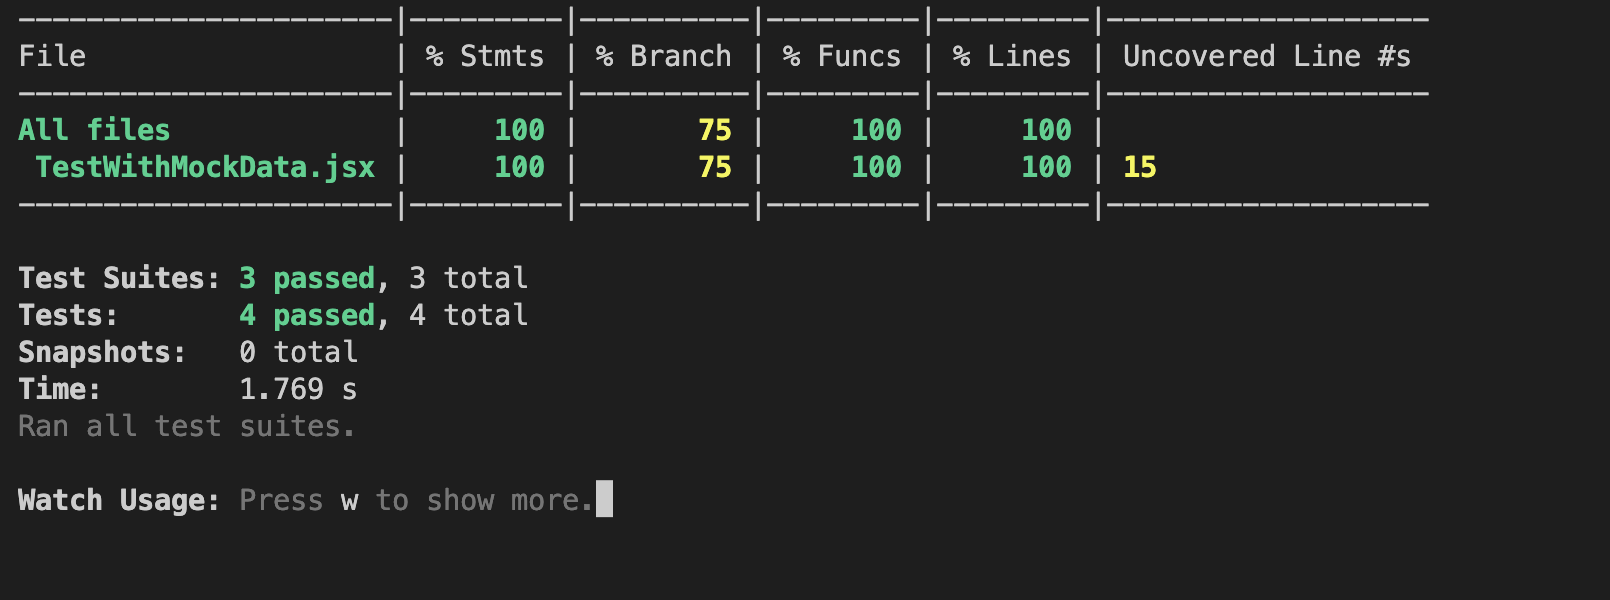 ----------------------|---------|----------|---------|---------|-------------------
File                  | % Stmts | % Branch | % Funcs | % Lines | Uncovered Line #s
----------------------|---------|----------|---------|---------|-------------------
All files             |     100 |       75 |     100 |     100 |
 TestWithMockData.jsx |     100 |       75 |     100 |     100 | 15
----------------------|---------|----------|---------|---------|-------------------
Test Suites: 3 passed, 3 total
Tests:       4 passed, 4 total
Snapshots:   0 total
Time:        1.769 s
Ran all test suites.
Watch Usage: Press w to show more.